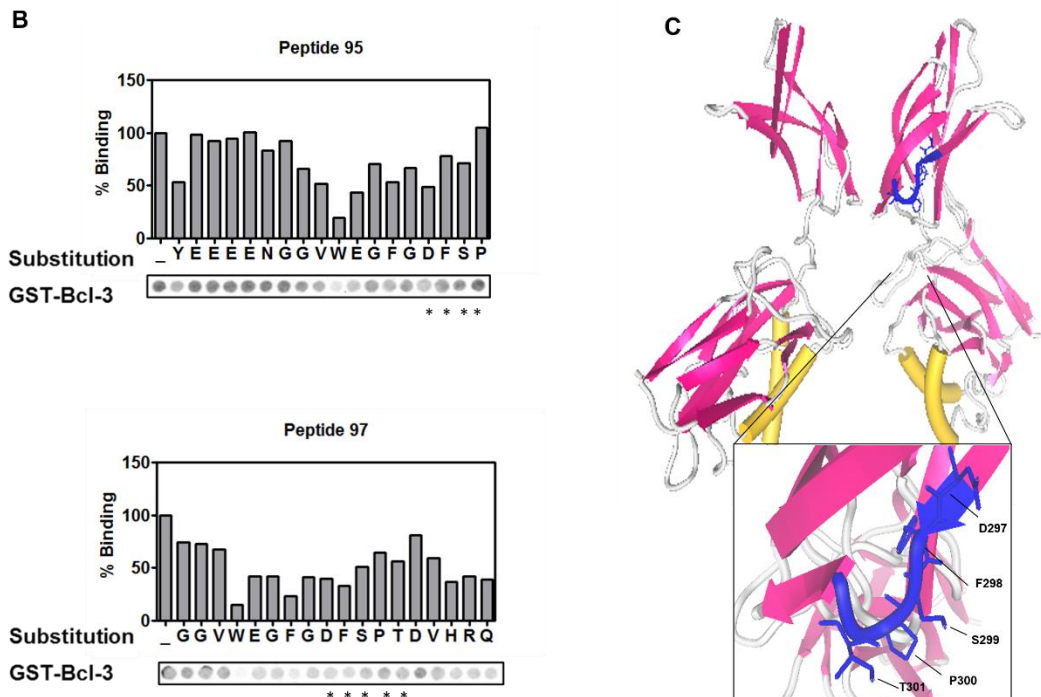 B
Peptide 95
150
100
50
0
% Binding
Substitution _ Y E E E E N G G V W E G F G D F S P
GST-Bcl-3
* * * *
Peptide 97
150
100
50
0
% Binding
Substitution _ G G V W E G F G D F S P T D V H R Q
GST-Bcl-3
* * * * *
C
D297
F298
S299
P300
T301